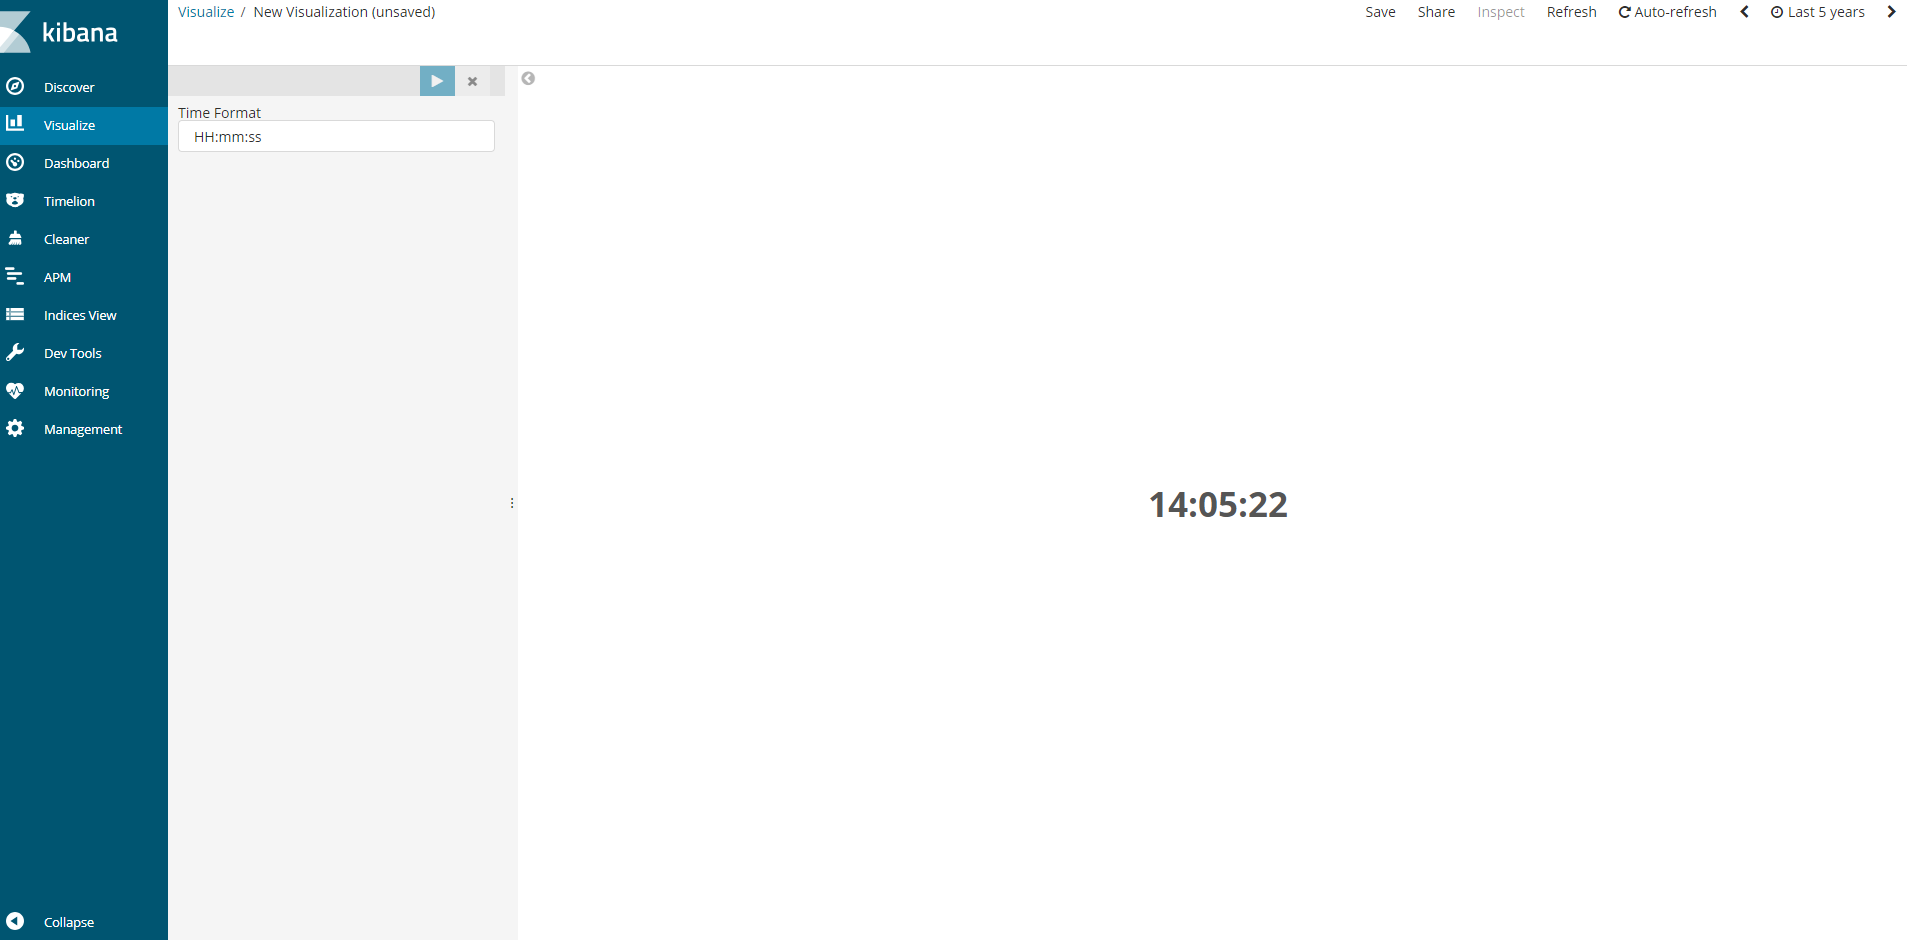 kibana
Discover
Visualize
Dashboard
Timelion
Cleaner
APM
Indices View
Dev Tools
Monitoring
Management
Collapse
Visualize / New Visualization (unsaved)
Save Share Inspect Refresh Auto-refresh Last 5 years
Time Format
HH:mm:ss
14:05:22